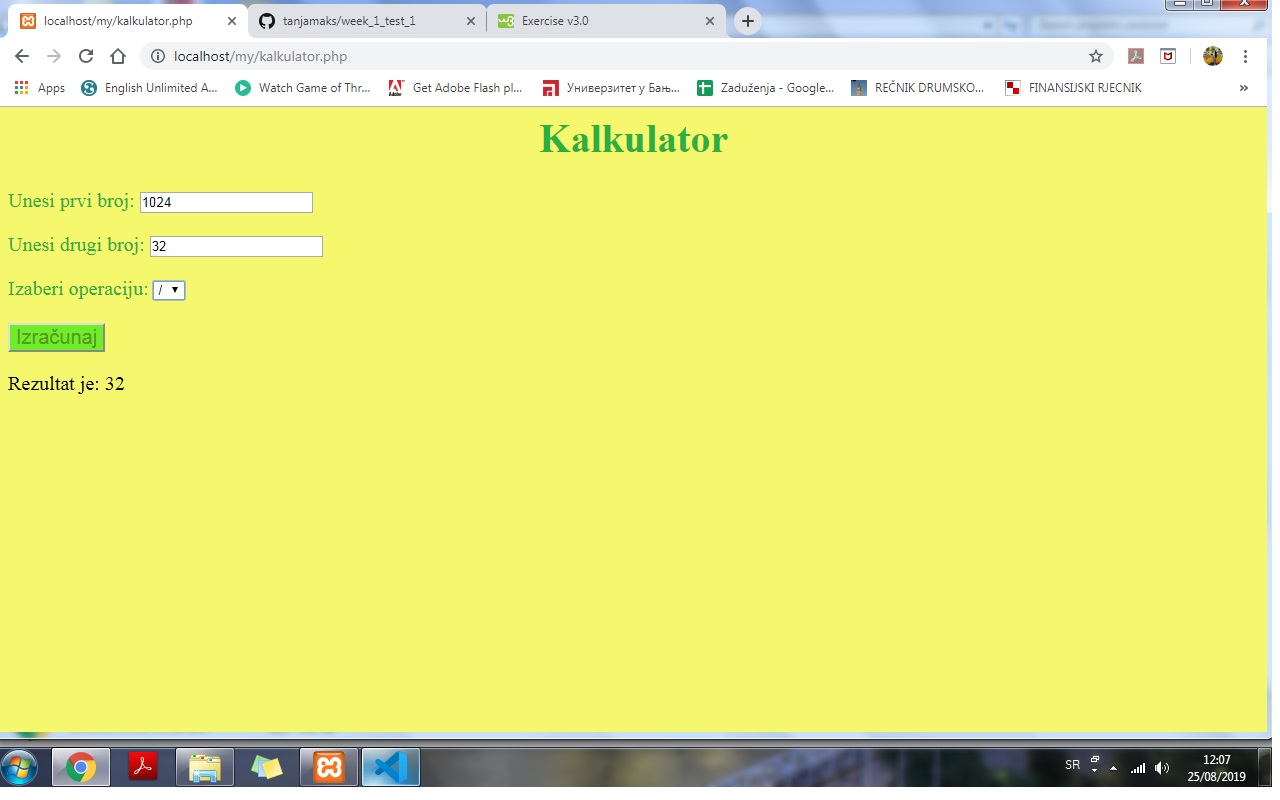 localhost/my/kalkulator.php
tanjamaks/week_1_test_1
Exercise v3.0
localhost/my/kalkulator.php
Apps
English Unlimited A...
Watch Game of Thr...
Get Adobe Flash pl...
Универзитет у Бањ...
Zaduženja - Google...
REČNIK DRUMSKO...
FINANSIJSKI RJECNIK
»
Kalkulator
Unesi prvi broj: 1024
Unesi drugi broj: 32
Izaberi operaciju: /
Izračunaj
Rezultat je: 32
SR
12:07
25/08/2019